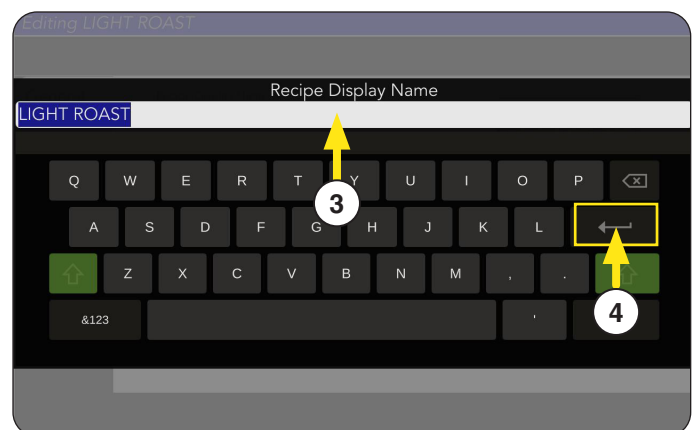 Editing LIGHT ROAST
Recipe Display Name
LIGHT ROAST
Q W E R T Y U I O P
3
A S D F G H J K L
Z X C V B N M , .
4
&123 '